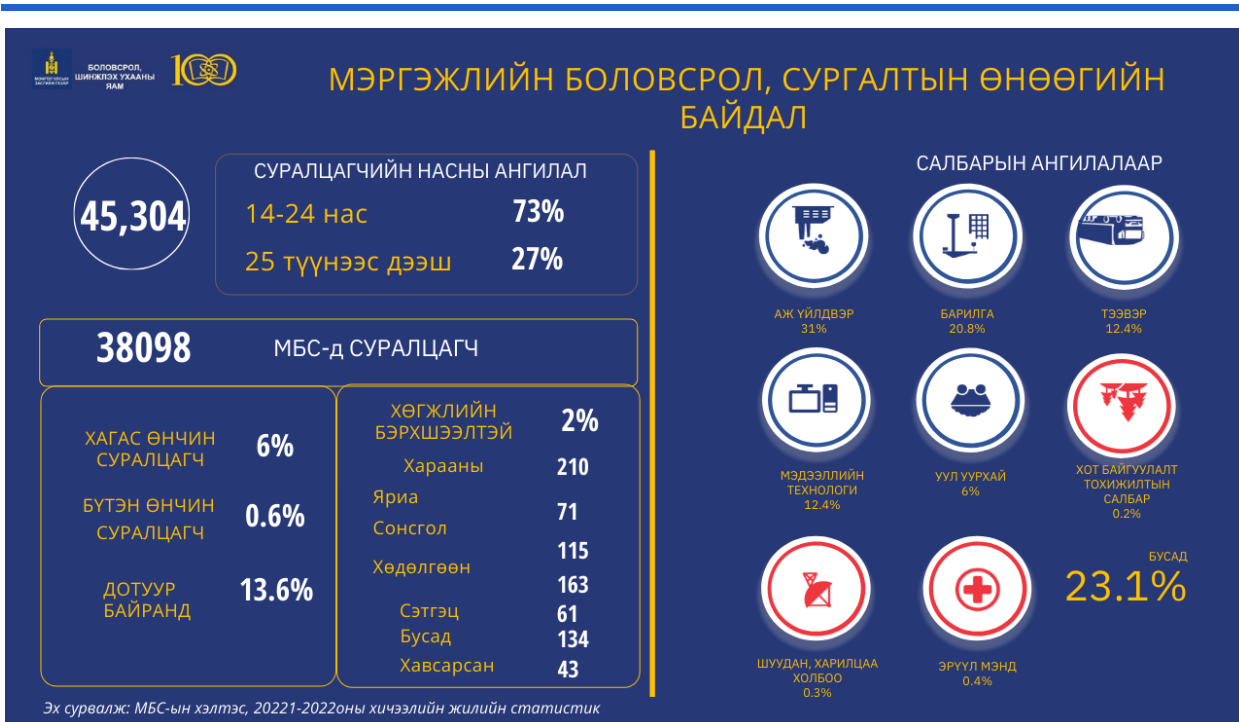 БОЛОВСРОЛ,
ШИНЖЛЭХ УХААНЫ
ЯАМ
100
МЭРГЭЖЛИЙН БОЛОВСРОЛ, СУРГАЛТЫН ӨНӨӨГИЙН
БАЙДАЛ
45,304
СУРАЛЦАГЧИЙН НАСНЫ АНГИЛАЛ
14-24 нас 73%
25 түүнээс дээш 27%
38098 МБС-д СУРАЛЦАГЧ
ХАГАС ӨНЧИН
СУРАЛЦАГЧ
6%
БҮТЭН ӨНЧИН
СУРАЛЦАГЧ
0.6%
ДОТУУР
БАЙРАНД
13.6%
ХӨГЖЛИЙН
БЭРХШЭЭЛТЭЙ
2%
Харааны 210
Яриа 71
Сонсгол 115
Хөдөлгөөн 163
Сэтгэц 61
Бусад 134
Хавсарсан 43
Эх сурвалж: МБС-ын хэлтэс, 20221-2022оны хичээлийн жилийн статистик
САЛБАРЫН АНГИЛАЛААР
АЖ ҮЙЛДВЭР
31%
БАРИЛГА
20.8%
ТЭЭВЭР
12.4%
МЭДЭЭЛЛИЙН
ТЕХНОЛОГИ
12.4%
УУЛ УУРХАЙ
6%
ХОТ БАЙГУУЛАЛТ
ТОХИЖИЛТЫН
САЛБАР
0.2%
ШУУДАН, ХАРИЛЦАА
ХОЛБОО
0.3%
ЭРҮҮЛ МЭНД
0.4%
БУСАД
23.1%